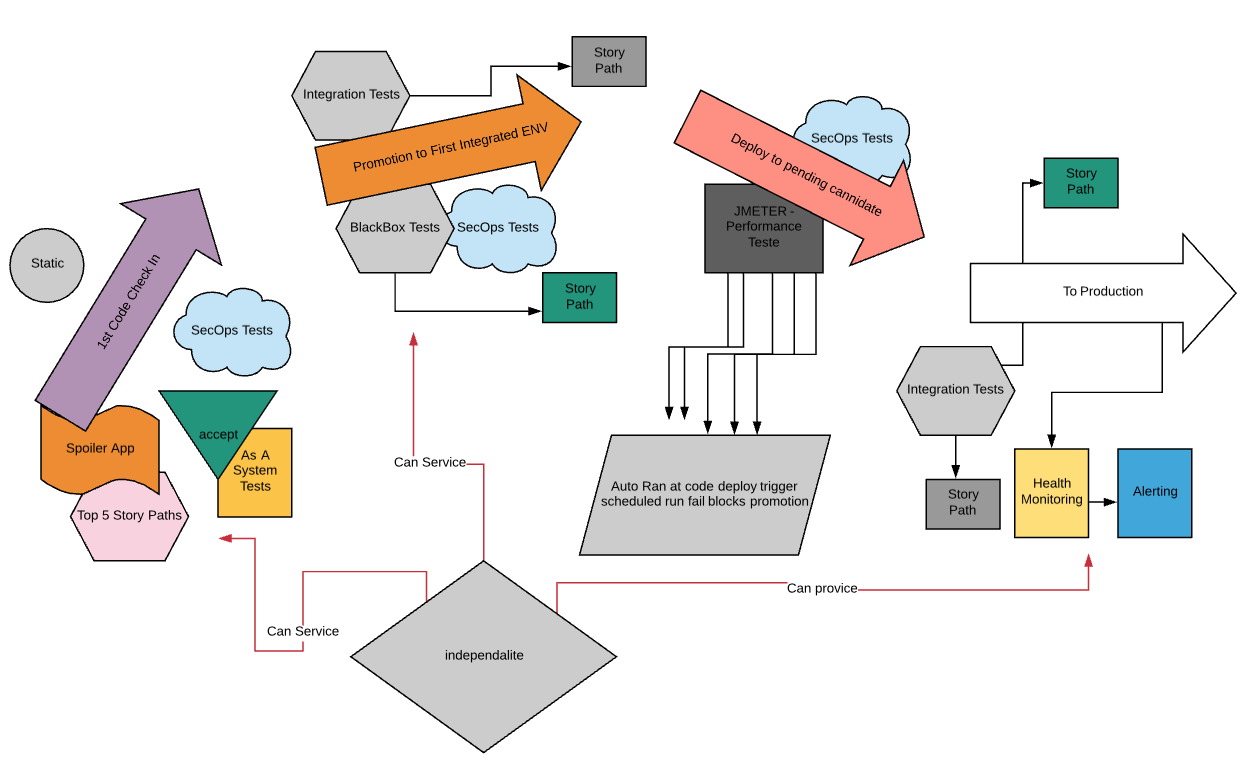 Story
Path
Integration Tests
Promotion to First Integrated ENV
BlackBox Tests
SecOps Tests
Story
Path
Static
1st Code Check In
SecOps Tests
Spoiler App
accept
As A
System
Tests
Top 5 Story Paths
Deploy to pending cannidate
SecOps Tests
JMETER -
Performance
Teste
Auto Ran at code deploy trigger
scheduled run fail blocks promotion
Story
Path
To Production
Integration Tests
Story
Path
Health
Monitoring
Alerting
Can Service
Can Service
Can provice
independalite